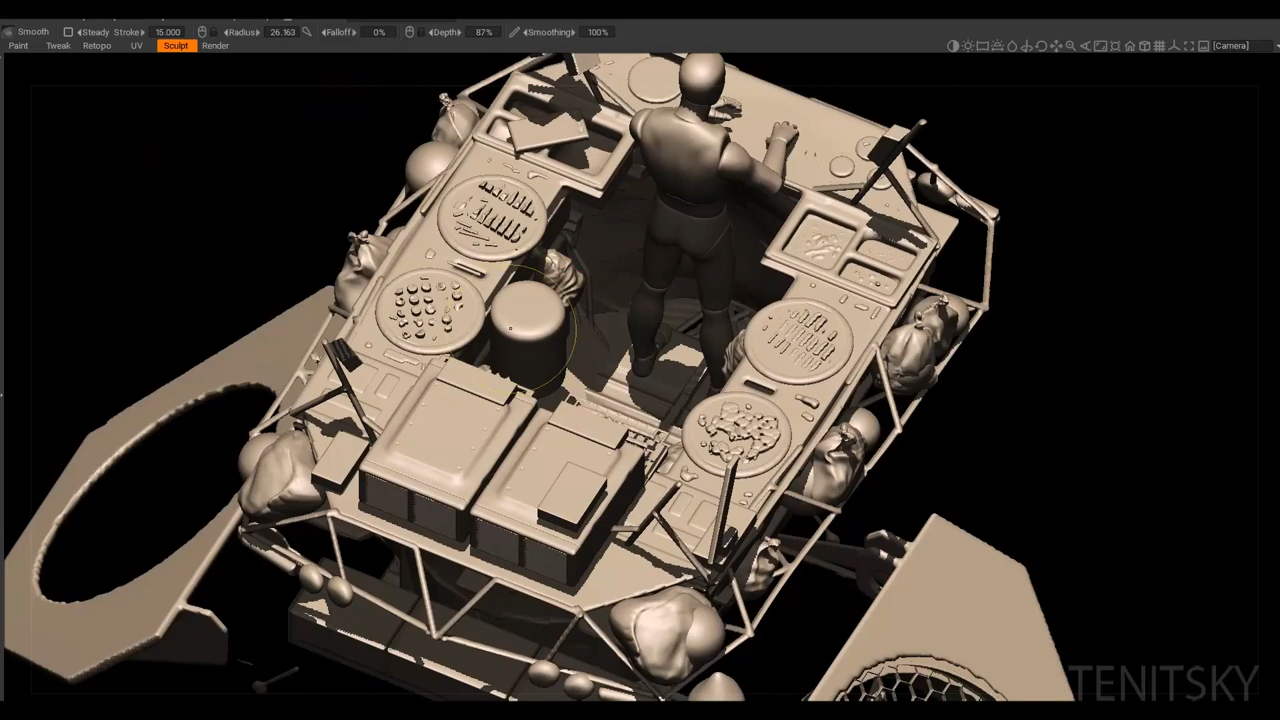 Smooth Steady Stroke 15.000 Radius 26.163 Falloff 0% Depth 87% Smoothing 100%
Paint Tweak Retopo UV Sculpt Render [Camera]
TENITSKY